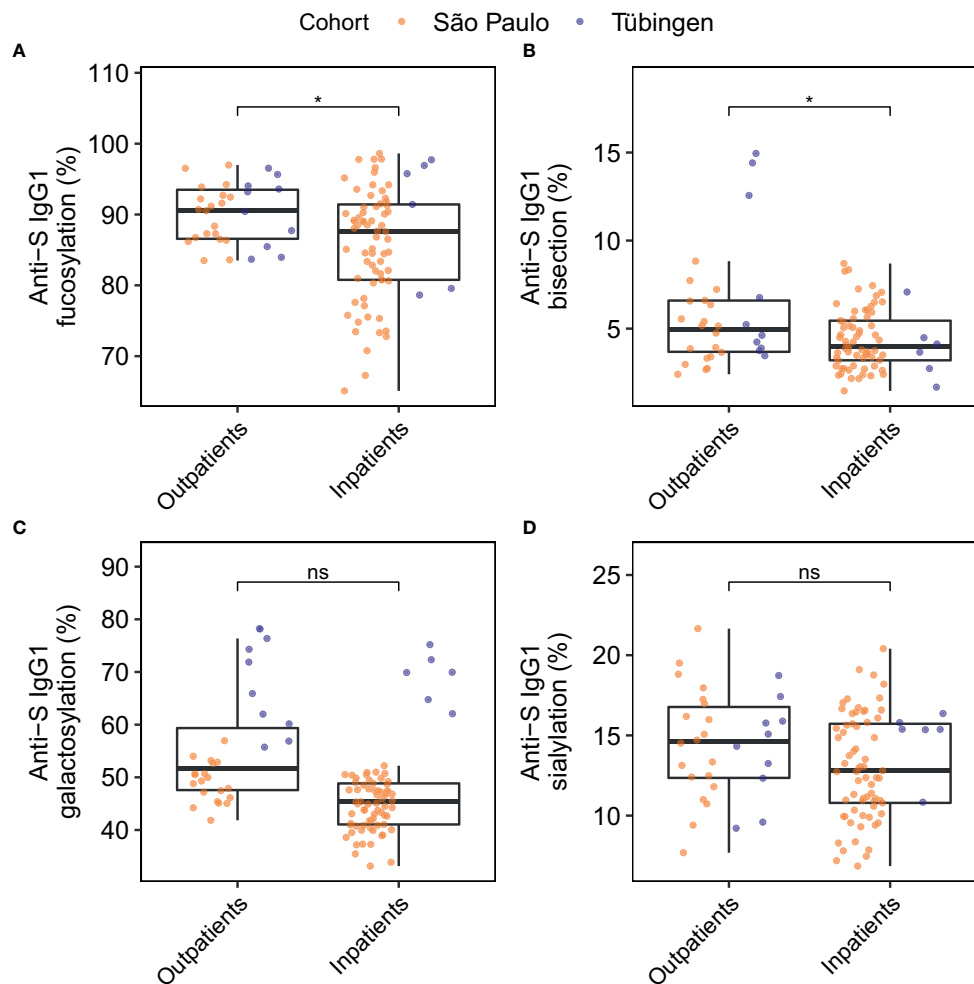 Cohort São Paulo Tübingen
A
Anti−S IgG1
fucosylation (%)
110
100
90
80
70
*
Outpatients
Inpatients
B
Anti−S IgG1
bisection (%)
15
10
5
*
Outpatients
Inpatients
C
Anti−S IgG1
galactosylation (%)
90
80
70
60
50
40
ns
Outpatients
Inpatients
D
Anti−S IgG1
sialylation (%)
25
20
15
10
ns
Outpatients
Inpatients